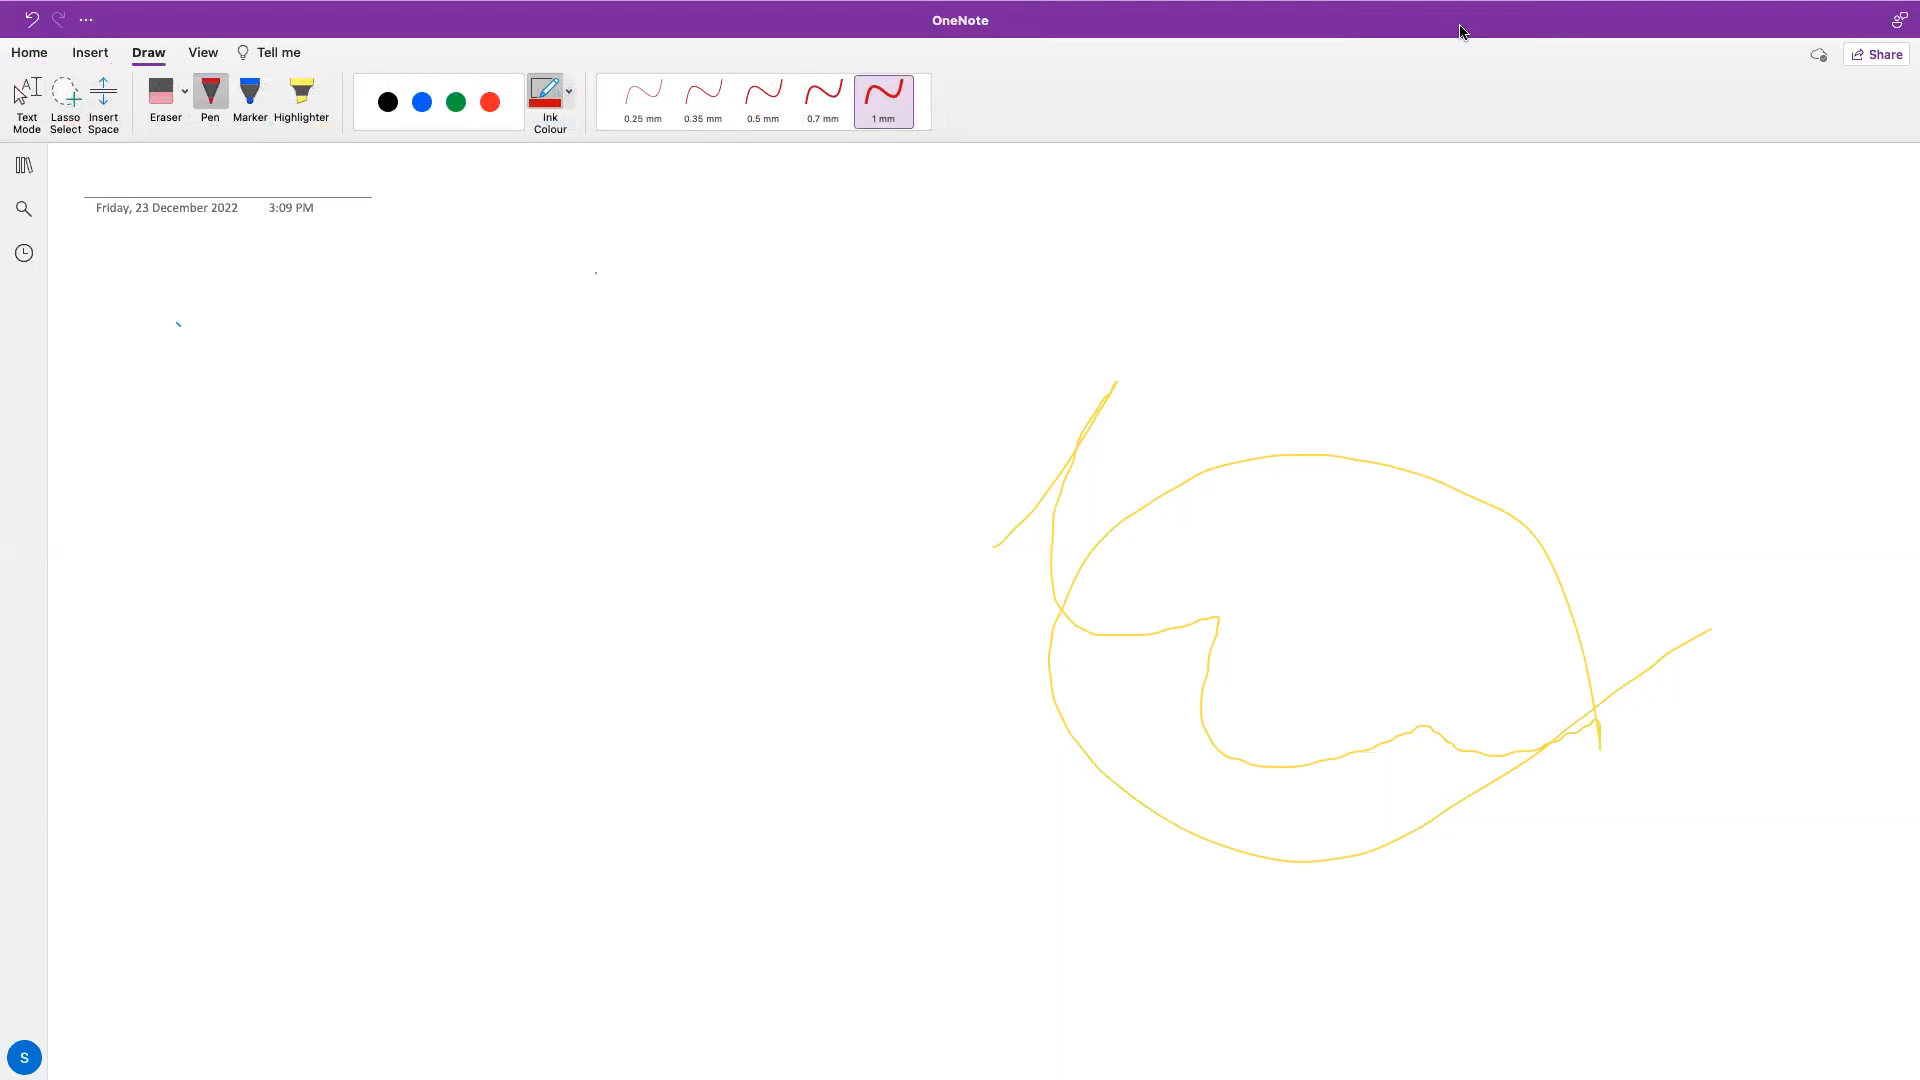 OneNote
Home Insert Draw View Tell me
Share
Text Mode
Lasso Select
Insert Space
Eraser
Pen
Marker
Highlighter
Ink Colour
0.25 mm
0.35 mm
0.5 mm
0.7 mm
1 mm
Friday, 23 December 2022 3:09 PM
S